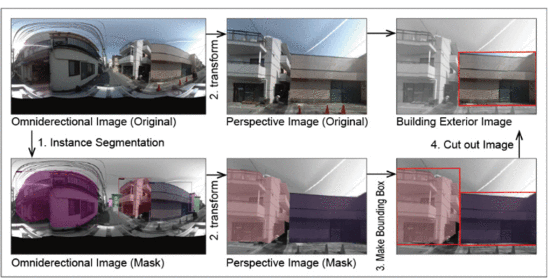 2. transform
Omniderectional Image (Original)
Perspective Image (Original)
Building Exterior Image
1. Instance Segmentation
4. Cut out Image
2. transform
3. Make Bounding Box
Omniderectional Image (Mask)
Perspective Image (Mask)